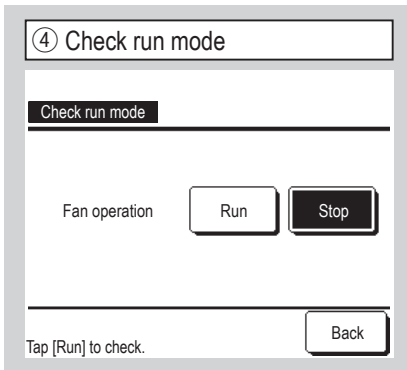 ④ Check run mode
Check run mode
Fan operation Run Stop
Back
Tap [Run] to check.